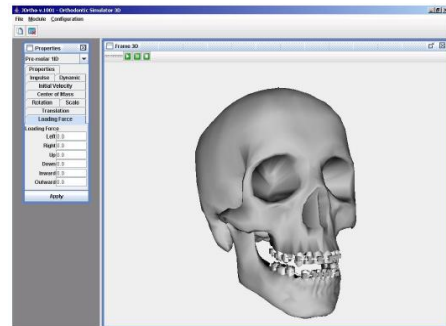 JOrtho v.1001 - Orthodontic Simulator 3D
File Module Configuration
Properties
Pre-molar 10D
Properties
Impulse Dynamic
Initial Velocity
Center of Mass
Rotation Scale
Translation
Loading Force
Loading Force
Left 0.0
Right 0.0
Up 0.0
Down 0.0
Inward 0.0
Outward 0.0
Apply
Frame 3D